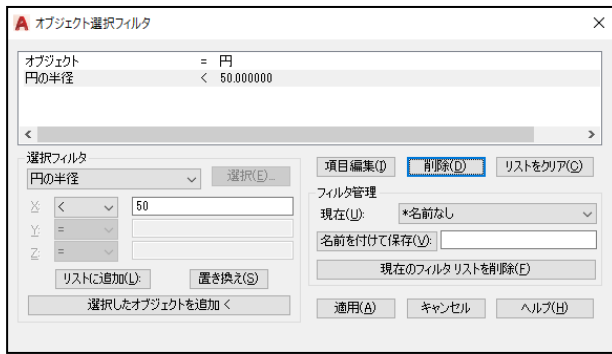 オブジェクト選択フィルタ
オブジェクト = 円
円の半径 < 50.000000
選択フィルタ
円の半径
選択(E)...
X: < 50
Y: =
Z: =
リストに追加(L):
置き換え(S)
選択したオブジェクトを追加 <
項目編集(I)
削除(D)
リストをクリア(C)
フィルタ管理
現在(U): *名前なし
名前を付けて保存(V):
現在のフィルタ リストを削除(F)
適用(A)
キャンセル
ヘルプ(H)